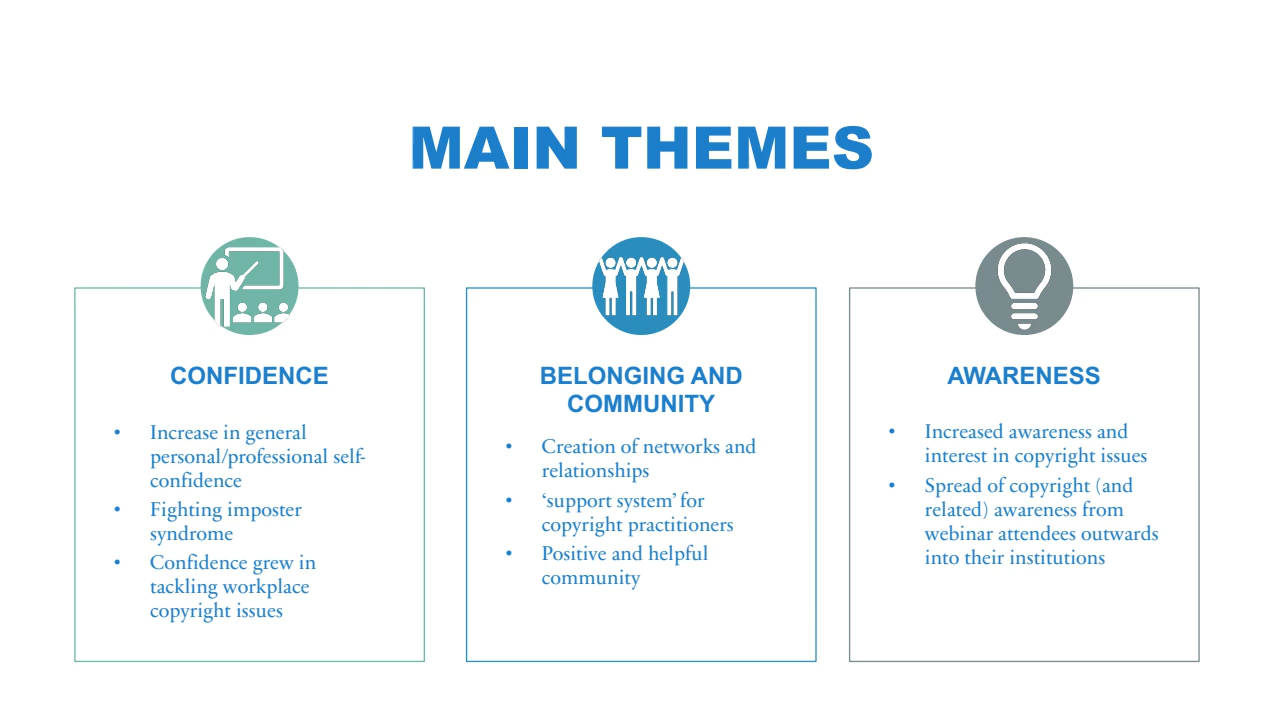 MAIN THEMES
CONFIDENCE
• Increase in general
personal/professional self-
confidence
• Fighting imposter
syndrome
• Confidence grew in
tackling workplace
copyright issues
BELONGING AND
COMMUNITY
• Creation of networks and
relationships
• ‘support system’ for
copyright practitioners
• Positive and helpful
community
AWARENESS
• Increased awareness and
interest in copyright issues
• Spread of copyright (and
related) awareness from
webinar attendees outwards
into their institutions